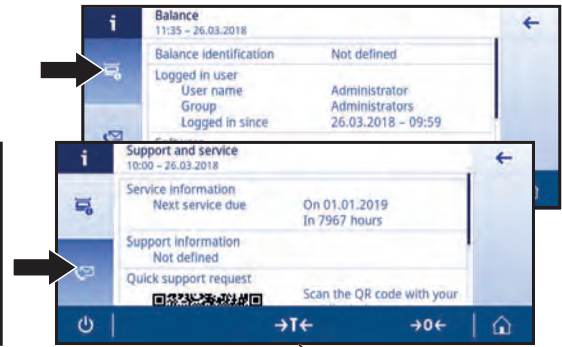 i
Balance
11:35 – 26.03.2018
Balance identification Not defined
Logged in user
User name Administrator
Group Administrators
Logged in since 26.03.2018 – 09:59
i
Support and service
10:00 – 26.03.2018
Service information
Next service due On 01.01.2019
In 7967 hours
Support information
Not defined
Quick support request
Scan the QR code with your
→T← →0←